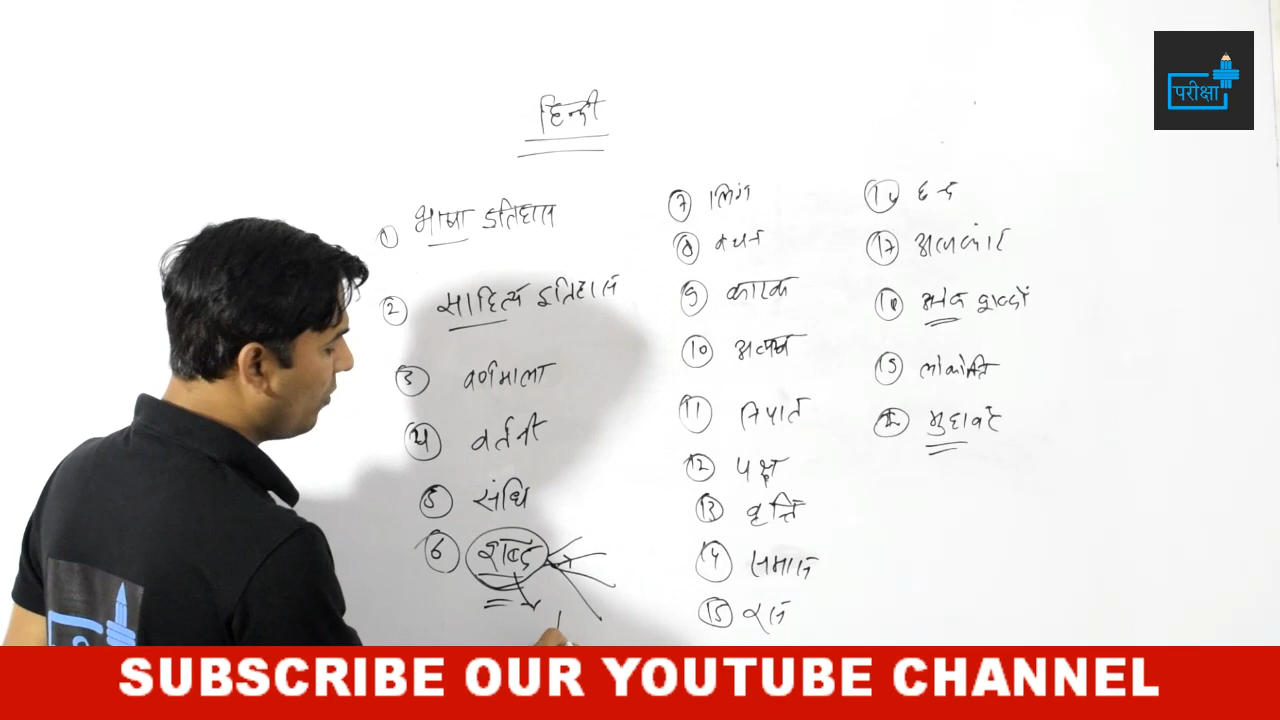 परीक्षा
हिन्दी
① भाषा इतिहास
② साहित्य इतिहास
③ वर्णमाला
④ वर्तनी
⑤ संधि
⑥ शब्द
⑦ लिंग
⑧ वचन
⑨ कारक
⑩ अव्यय
⑪ निपात
⑫ पक्ष
⑬ वृत्ति
⑭ समास
⑮ रस
⑯ छन्द
⑰ अलंकार
⑱ अनेक शब्दों
⑲ लोकोक्ति
मुहावरे
SUBSCRIBE OUR YOUTUBE CHANNEL